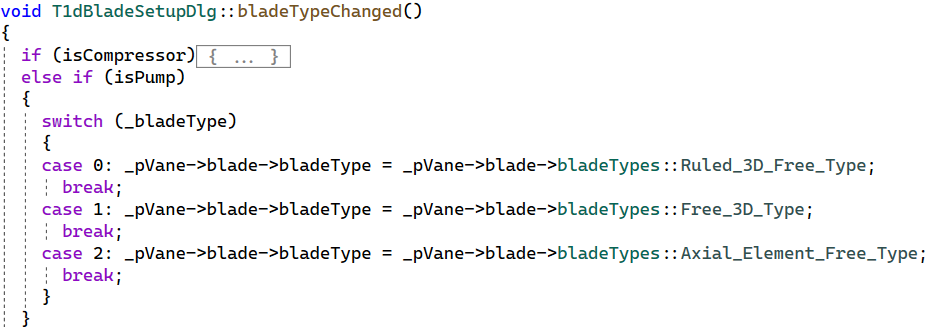 void T1dBladeSetupDlg::bladeTypeChanged()
{
if (isCompressor){ ... }
else if (isPump)
{
switch (_bladeType)
{
case 0: _pVane->blade->bladeType = _pVane->blade->bladeTypes::Ruled_3D_Free_Type;
break;
case 1: _pVane->blade->bladeType = _pVane->blade->bladeTypes::Free_3D_Type;
break;
case 2: _pVane->blade->bladeType = _pVane->blade->bladeTypes::Axial_Element_Free_Type;
break;
}
}